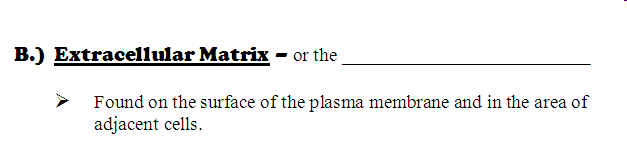 B.) Extracellular Matrix – or the ______________________________
➤ Found on the surface of the plasma membrane and in the area of
adjacent cells.